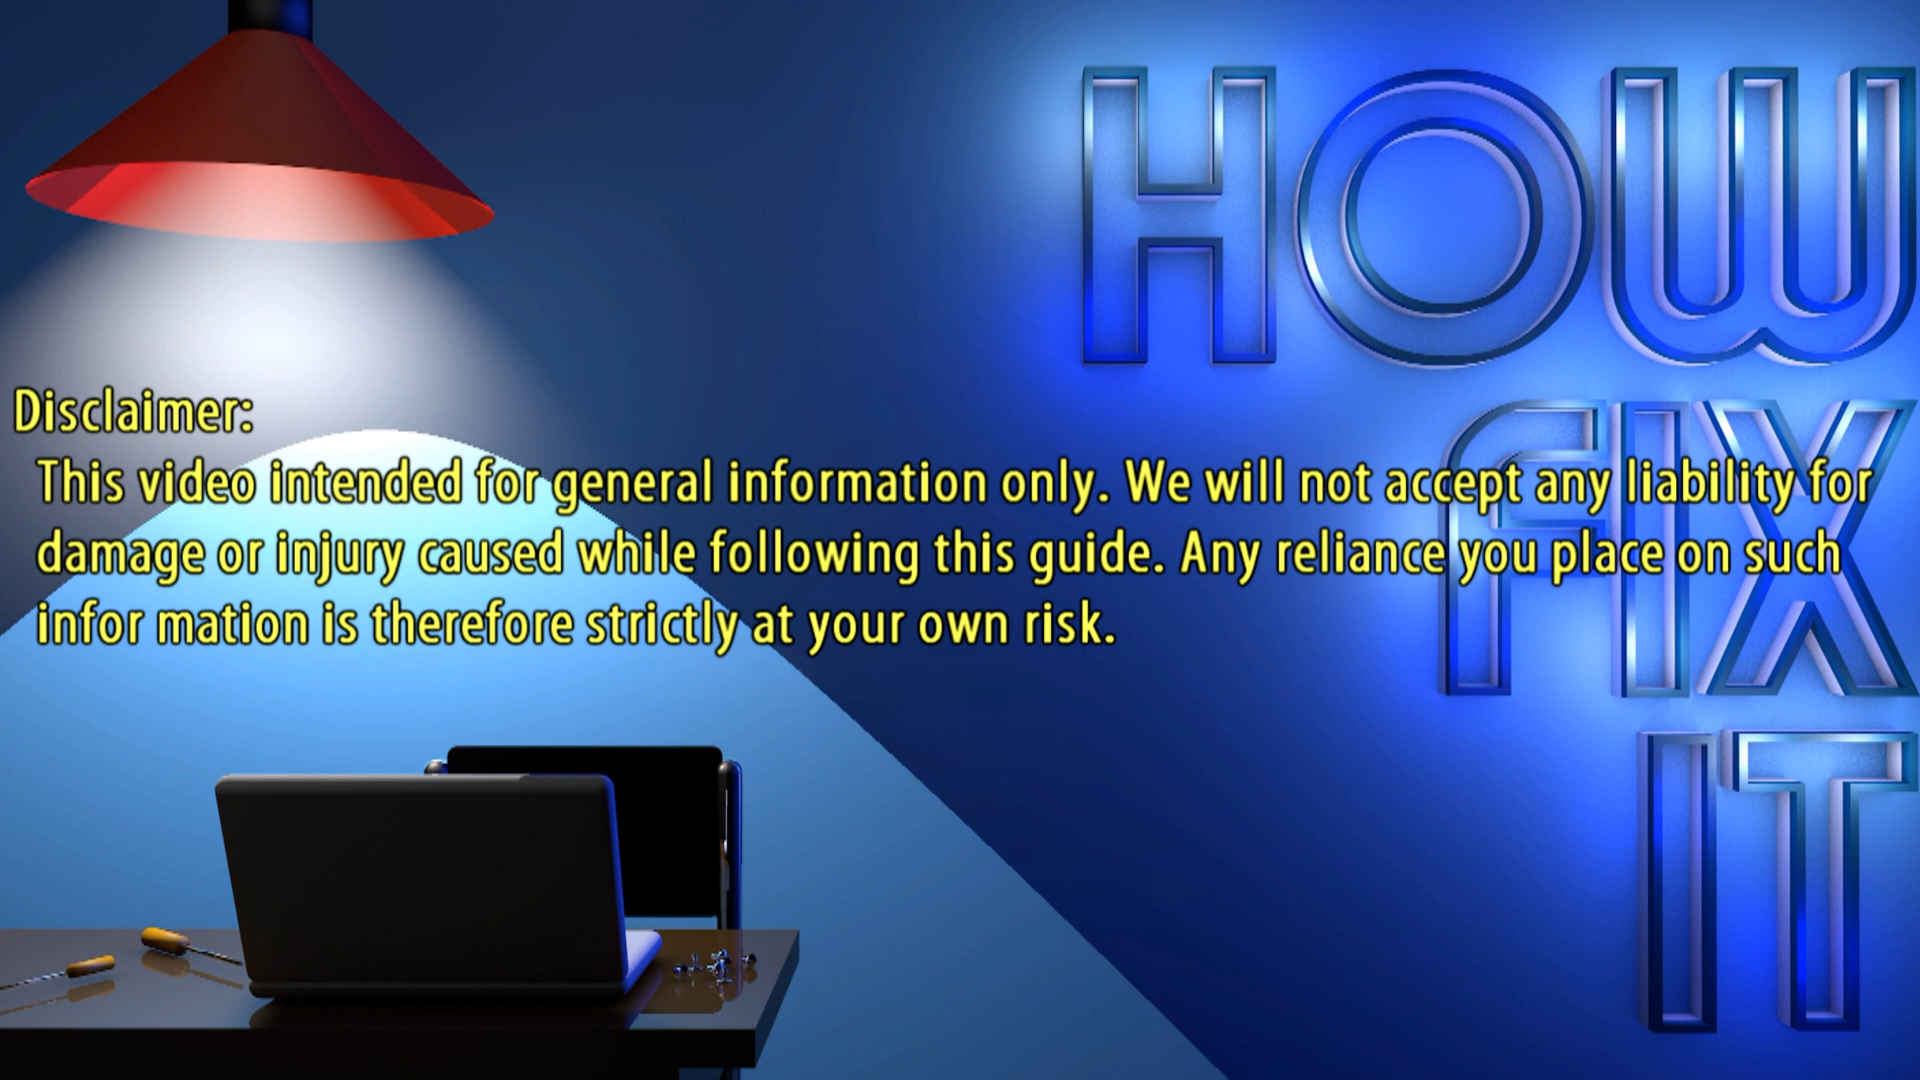 HOW
FIX
IT
Disclaimer:
This video intended for general information only. We will not accept any liability for
damage or injury caused while following this guide. Any reliance you place on such
infor mation is therefore strictly at your own risk.